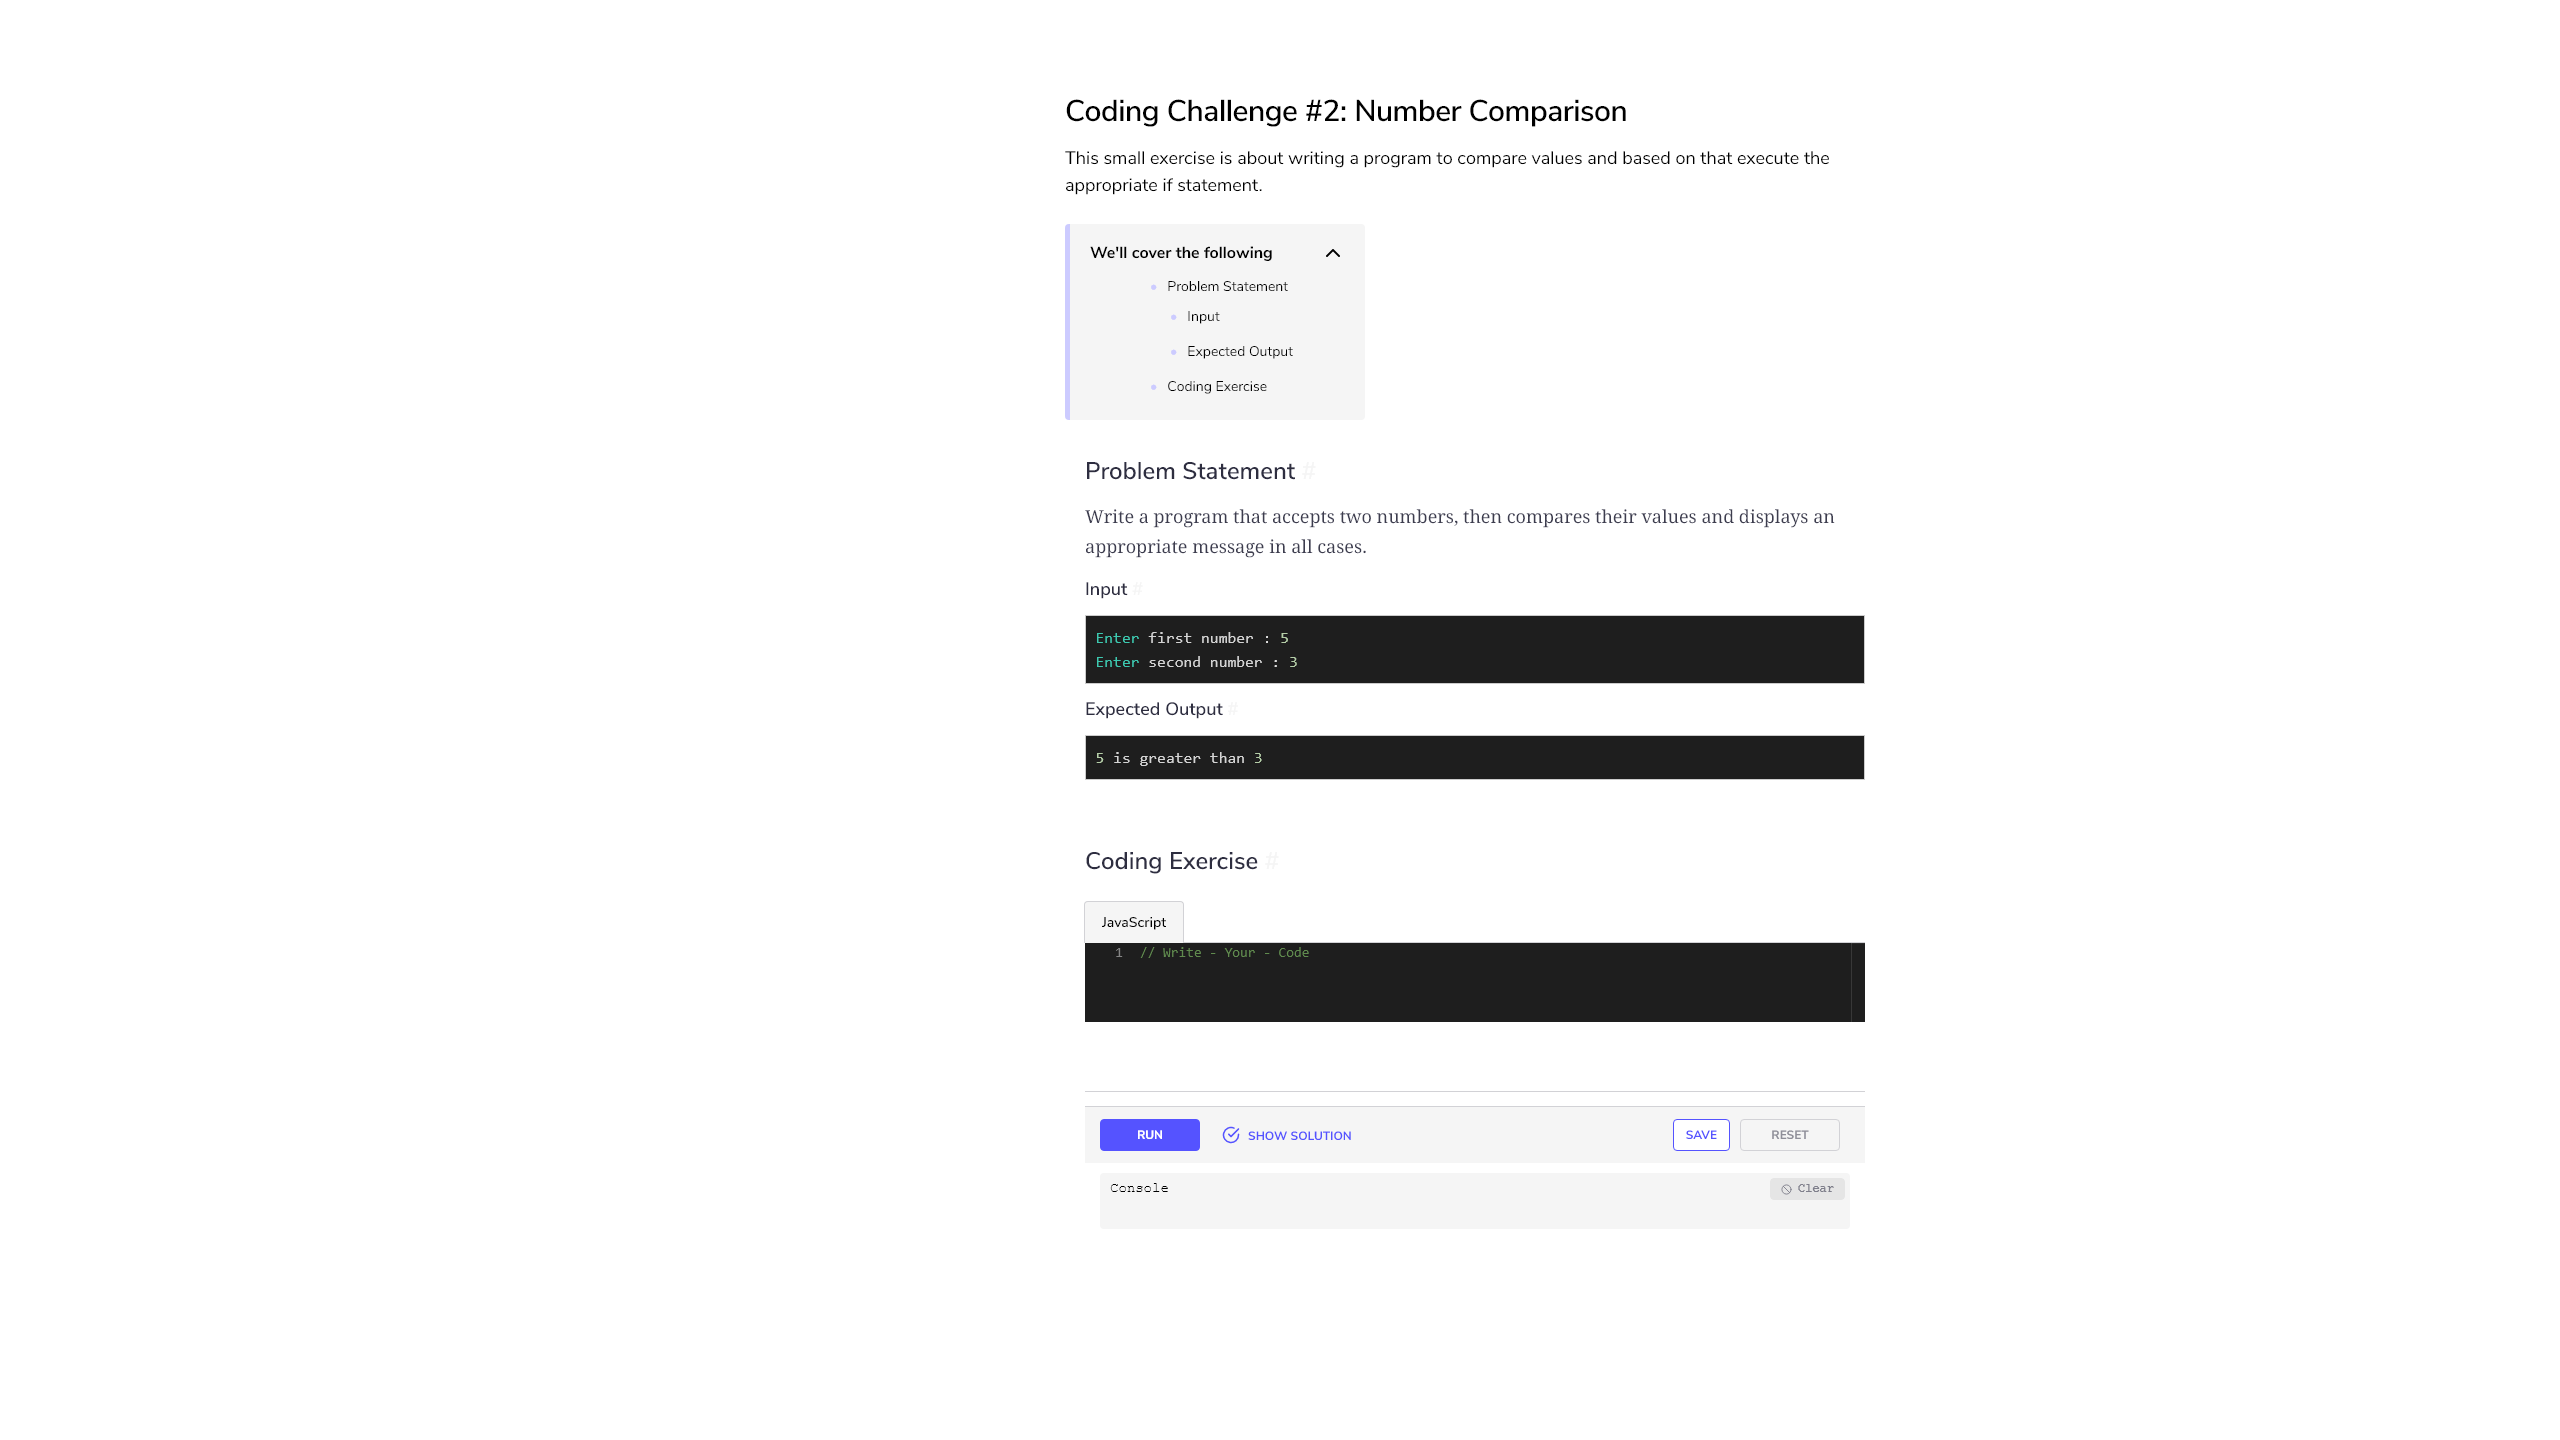 Coding Challenge #2: Number Comparison
This small exercise is about writing a program to compare values and based on that execute the
appropriate if statement.
We'll cover the following
Problem Statement
Input
Expected Output
Coding Exercise
Problem Statement #
Write a program that accepts two numbers, then compares their values and displays an
appropriate message in all cases.
Input #
Enter first number : 5
Enter second number : 3
Expected Output #
5 is greater than 3
Coding Exercise #
JavaScript
1 // Write - Your - Code
RUN SHOW SOLUTION SAVE RESET
Console Clear